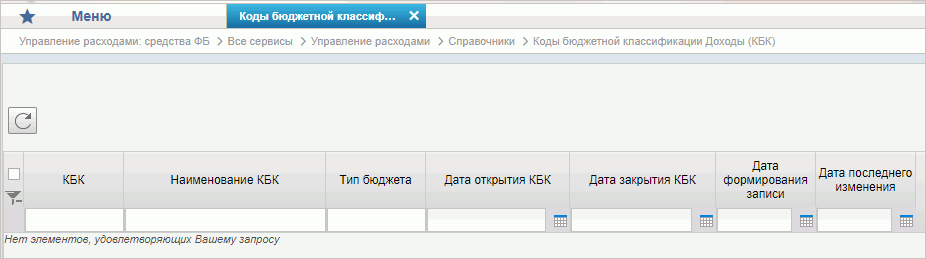 Меню
Коды бюджетной классиф...
Управление расходами: средства ФБ > Все сервисы > Управление расходами > Справочники > Коды бюджетной классификации Доходы (КБК)
КБК
Наименование КБК
Тип бюджета
Дата открытия КБК
Дата закрытия КБК
Дата
формирования
записи
Дата последнего
изменения
Нет элементов, удовлетворяющих Вашему запросу